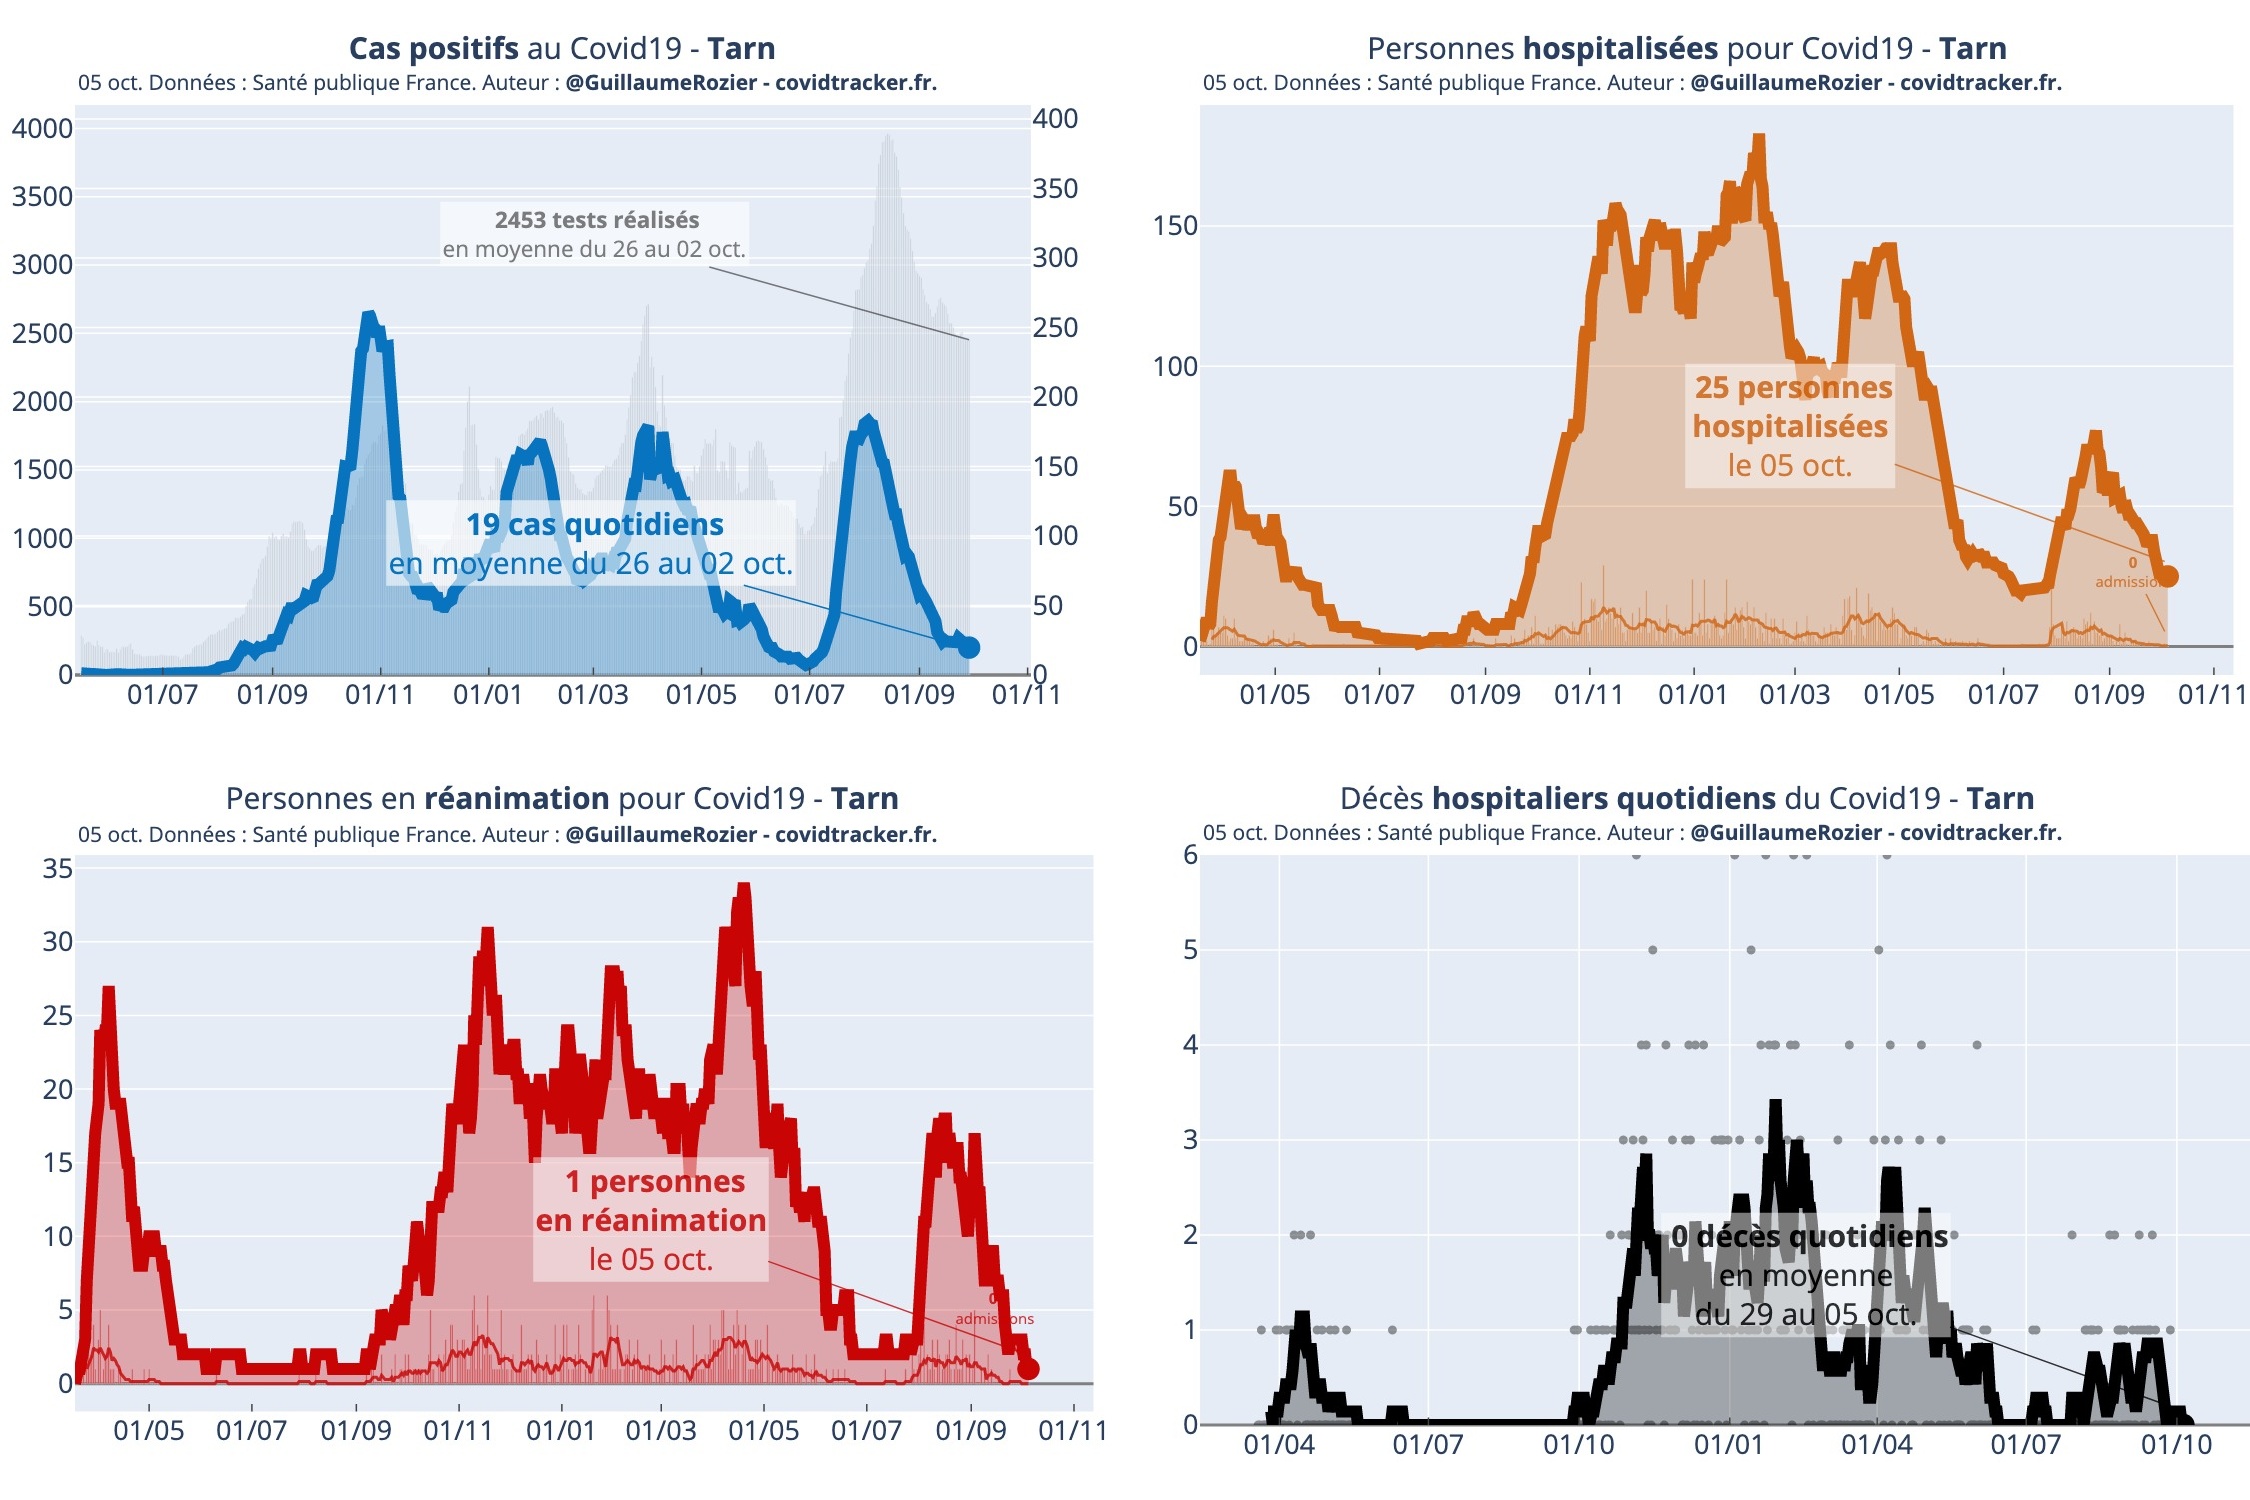 Cas positifs au Covid19 - Tarn
05 oct. Données : Santé publique France. Auteur : @GuillaumeRozier - covidtracker.fr.
4000
3500
3000
2500
2000
1500
1000
500
0
400
350
300
250
200
150
100
50
0
2453 tests réalisés
en moyenne du 26 au 02 oct.
19 cas quotidiens
en moyenne du 26 au 02 oct.
01/07 01/09 01/11 01/01 01/03 01/05 01/07 01/09 01/11
Personnes hospitalisées pour Covid19 - Tarn
05 oct. Données : Santé publique France. Auteur : @GuillaumeRozier - covidtracker.fr.
150
100
50
0
25 personnes
hospitalisées
le 05 oct.
0
admissions
01/05 01/07 01/09 01/11 01/01 01/03 01/05 01/07 01/09 01/11
Personnes en réanimation pour Covid19 - Tarn
05 oct. Données : Santé publique France. Auteur : @GuillaumeRozier - covidtracker.fr.
35
30
25
20
15
10
5
0
1 personnes
en réanimation
le 05 oct.
0
admissions
01/05 01/07 01/09 01/11 01/01 01/03 01/05 01/07 01/09 01/11
Décès hospitaliers quotidiens du Covid19 - Tarn
05 oct. Données : Santé publique France. Auteur : @GuillaumeRozier - covidtracker.fr.
6
5
4
3
2
1
0
0 décès quotidiens
en moyenne
du 29 au 05 oct.
01/04 01/07 01/10 01/01 01/04 01/07 01/10